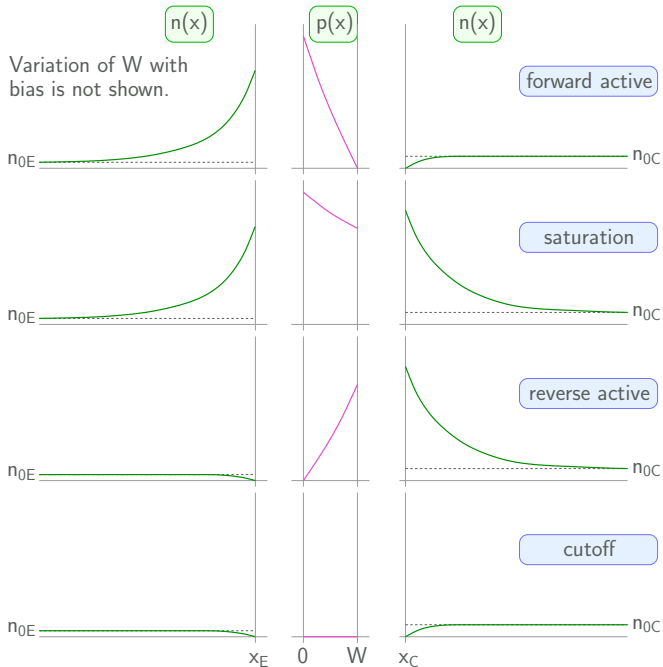 n(x) p(x) n(x)
Variation of W with
bias is not shown.
forward active
n0E n0C
saturation
n0E n0C
reverse active
n0E n0C
cutoff
n0E n0C
xE 0 W xC